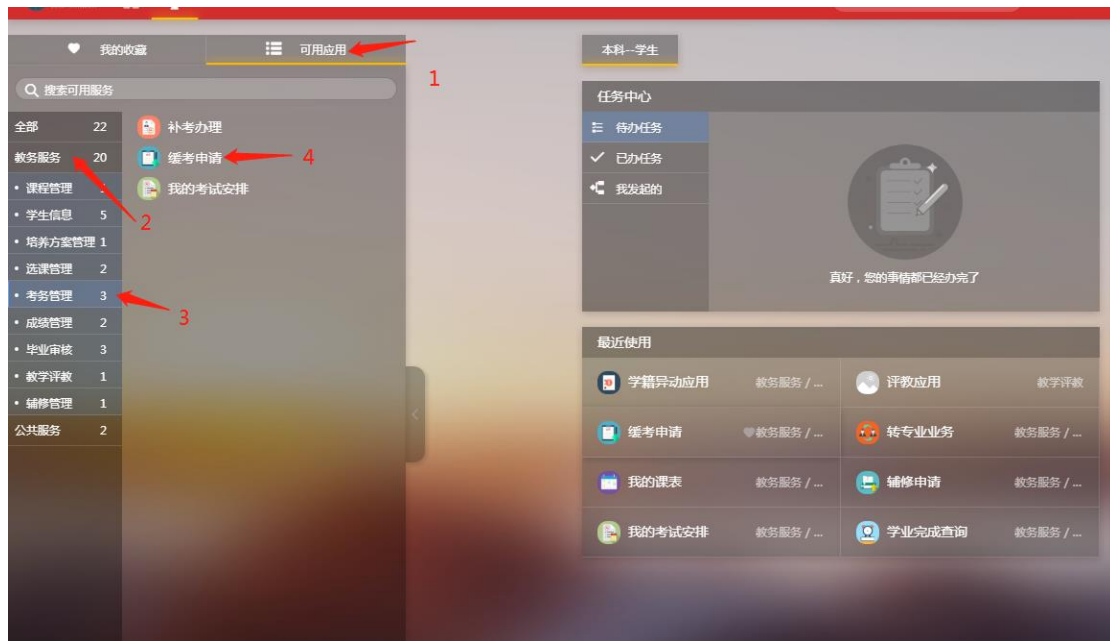 我的收藏
可用应用
1
搜索可用服务
全部 22
教务服务 20
• 课程管理
• 学生信息 5
• 培养方案管理 1
• 选课管理 2
• 考务管理 3
• 成绩管理 2
• 毕业审核 3
• 教学评教 1
• 辅修管理 1
公共服务 2
补考办理
缓考申请
我的考试安排
4
2
3
本科--学生
任务中心
待办任务
已办任务
我发起的
真好，您的事情都已经办完了
最近使用
学籍异动应用 教务服务 / ...
评教应用 教学评教
缓考申请 教务服务 / ...
转专业业务 教务服务 / ...
我的课表 教务服务 / ...
辅修申请 教务服务 / ...
我的考试安排 教务服务 / ...
学业完成查询 教务服务 / ...